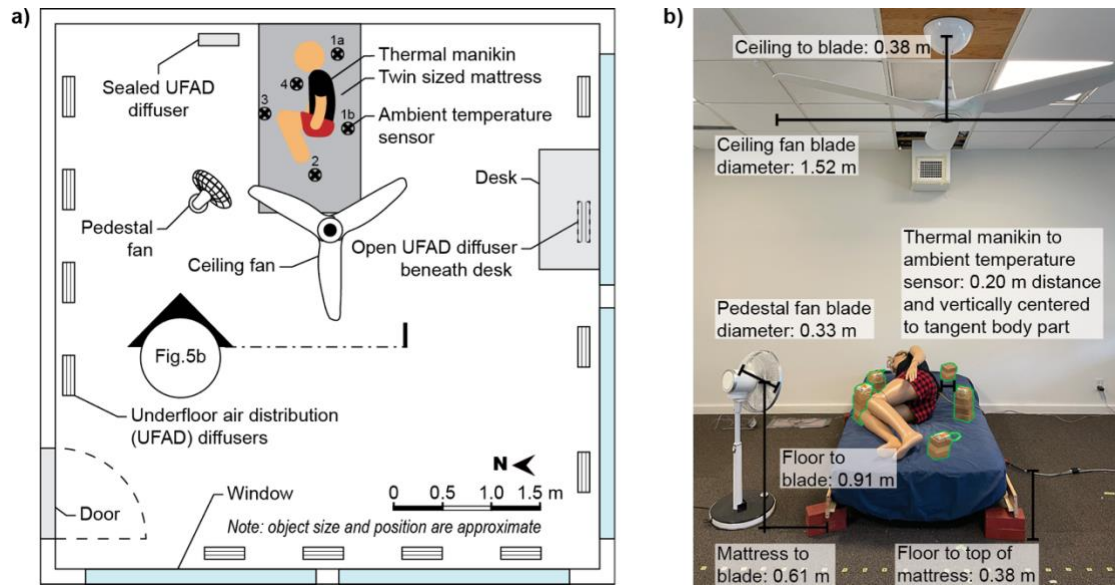 a)
1a
Thermal manikin
Twin sized mattress
Sealed UFAD
diffuser
4
3
1b
Ambient temperature
sensor
2
Desk
Pedestal
fan
Ceiling fan
Open UFAD diffuser
beneath desk
Fig.5b
Underfloor air distribution
(UFAD) diffusers
N
Door
Window
0 0.5 1.0 1.5 m
Note: object size and position are approximate
b)
Ceiling to blade: 0.38 m
Ceiling fan blade
diameter: 1.52 m
Thermal manikin to
ambient temperature
sensor: 0.20 m distance
and vertically centered
to tangent body part
Pedestal fan blade
diameter: 0.33 m
Floor to
blade: 0.91 m
Mattress to
blade: 0.61 m
Floor to top of
mattress: 0.38 m